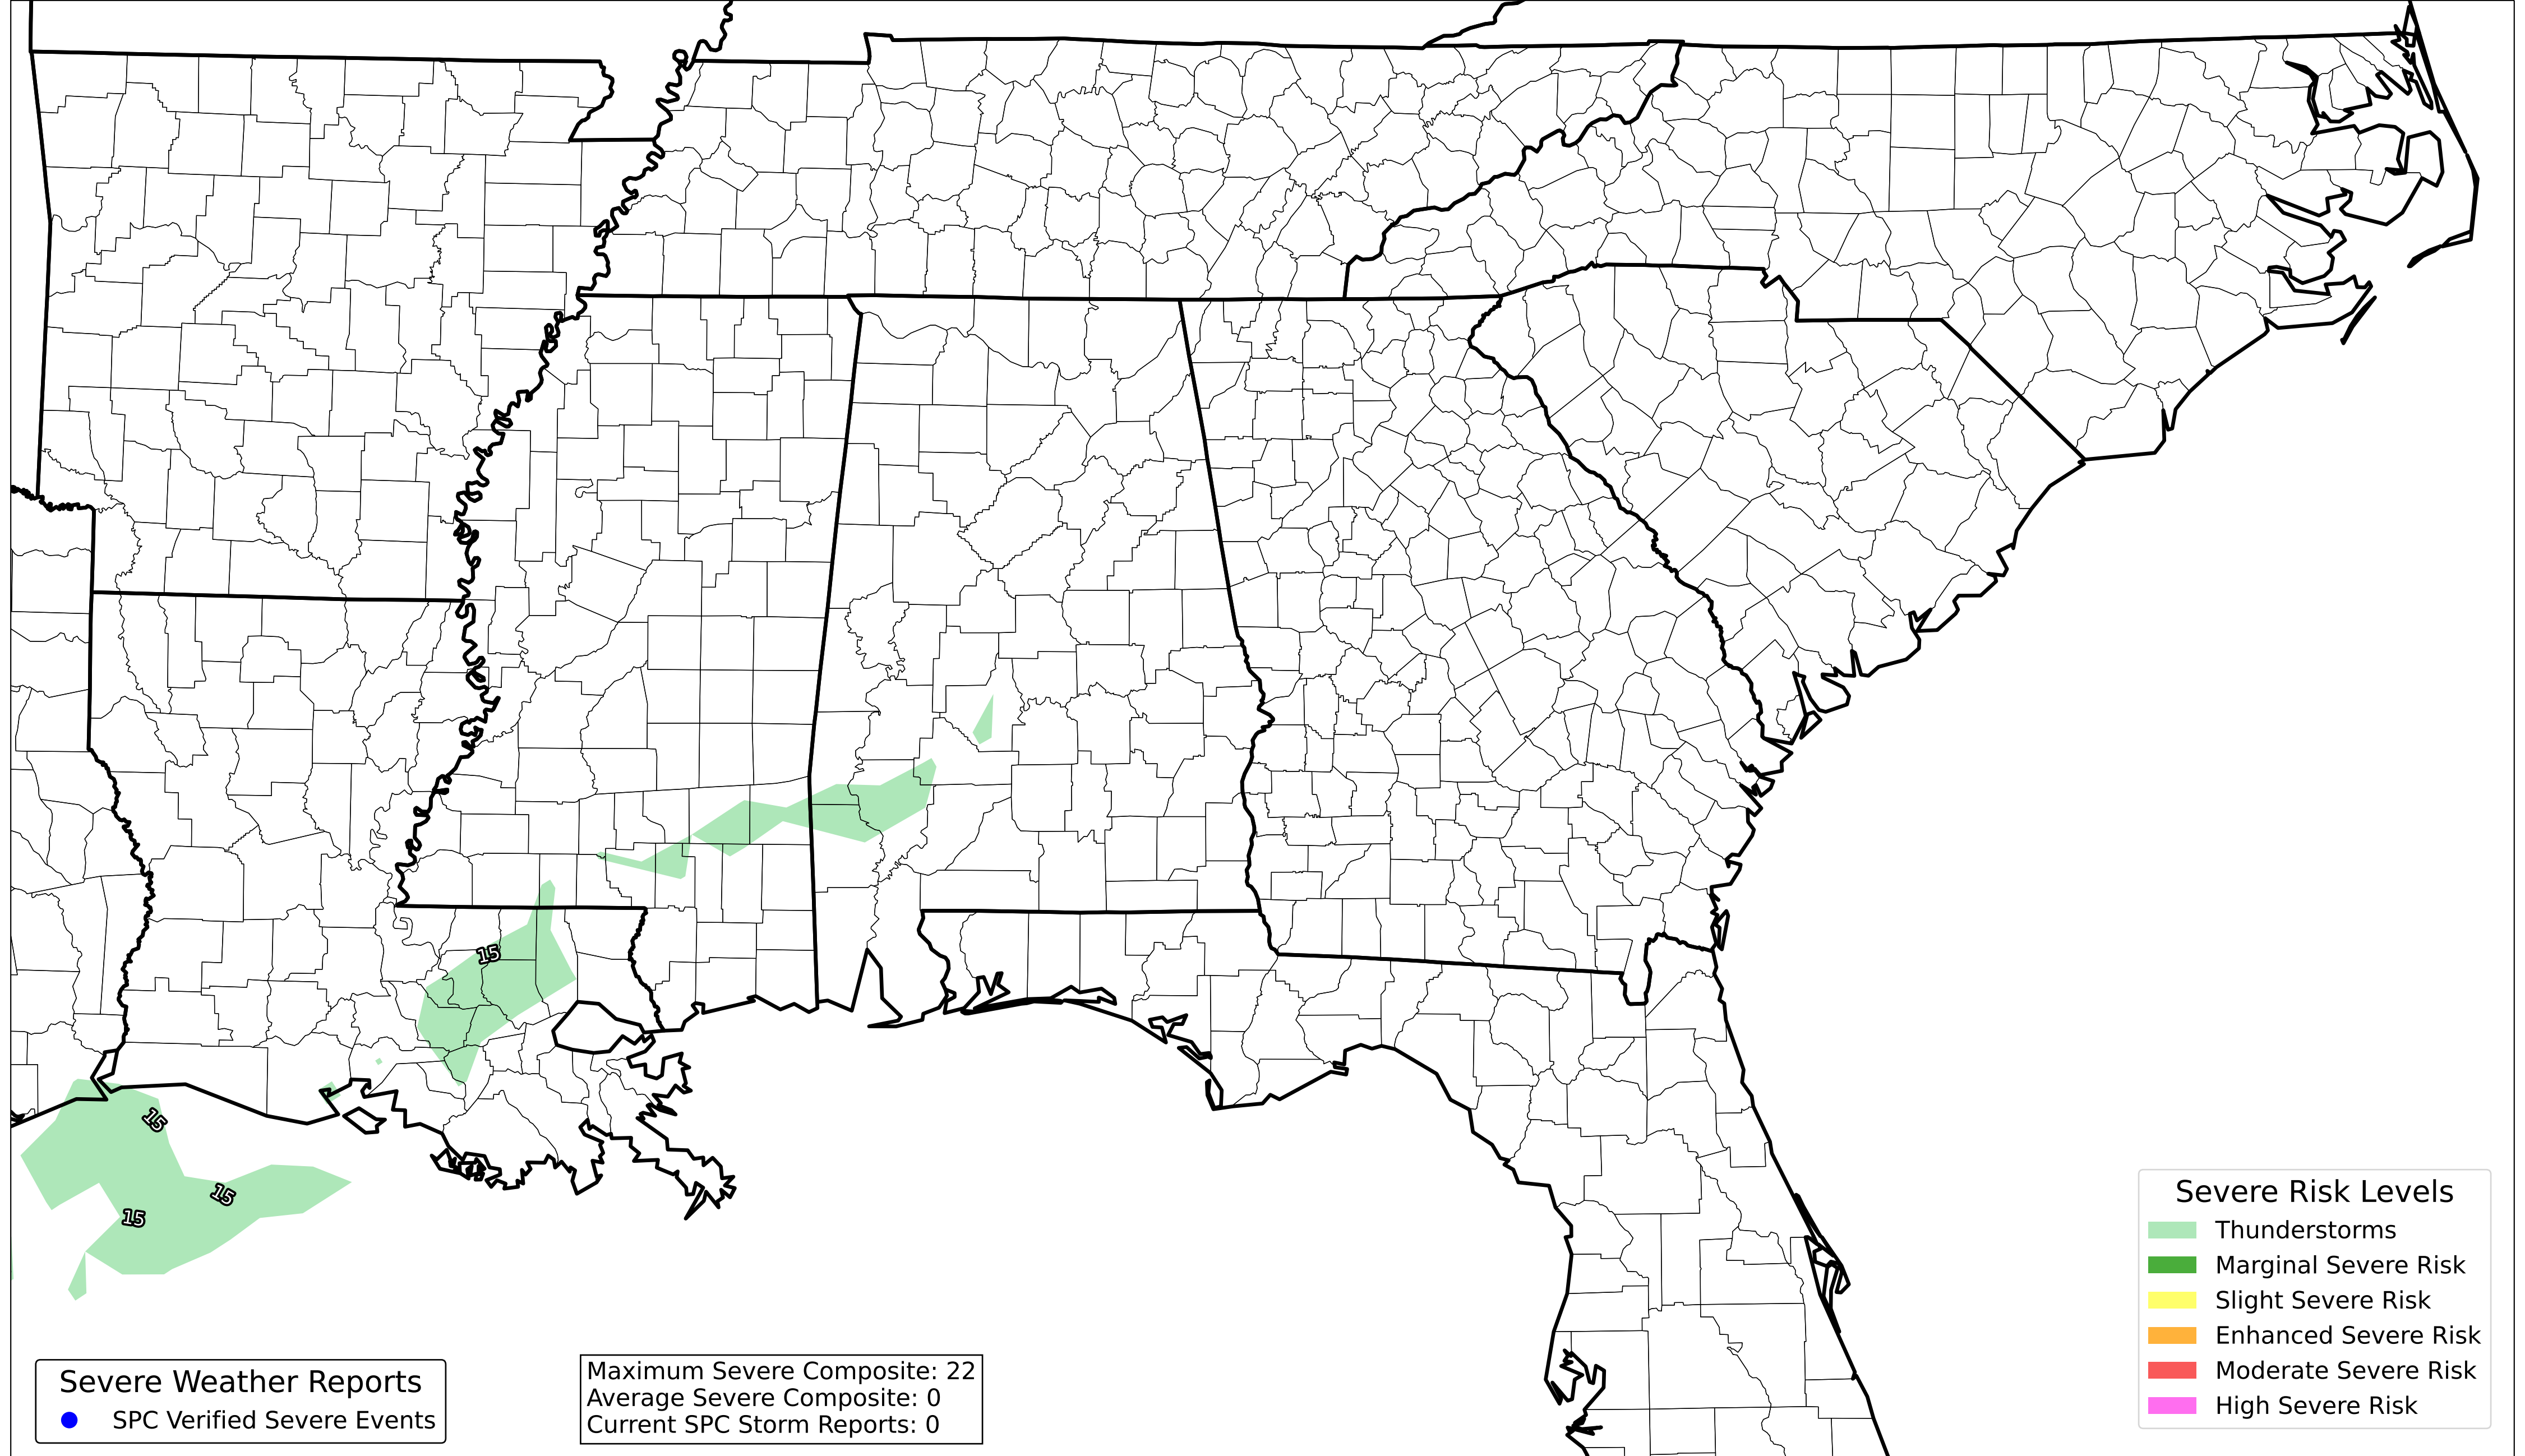 15
15
15
15
Severe Risk Levels
Thunderstorms
Marginal Severe Risk
Slight Severe Risk
Enhanced Severe Risk
Moderate Severe Risk
High Severe Risk
Severe Weather Reports
SPC Verified Severe Events
Maximum Severe Composite: 22
Average Severe Composite: 0
Current SPC Storm Reports: 0